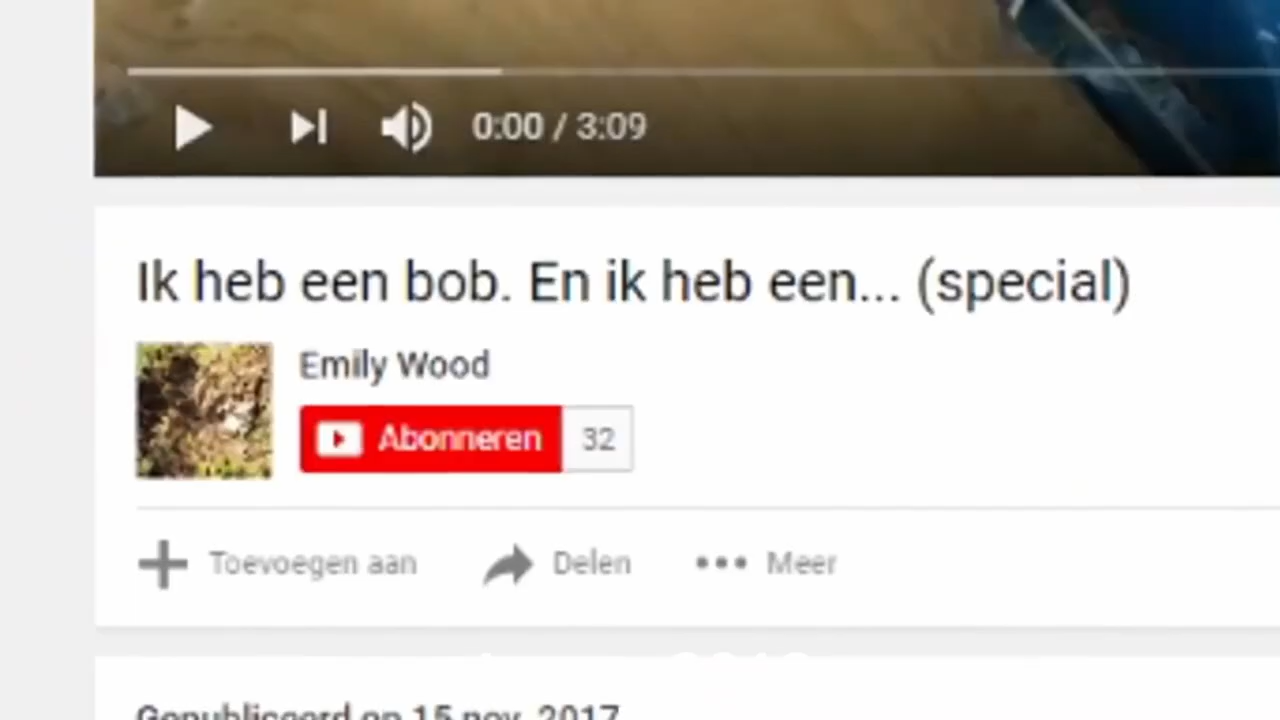 0:00 / 3:09
Ik heb een bob. En ik heb een... (special)
Emily Wood
Abonneren 32
Toevoegen aan Delen Meer
Gepubliceerd op 15 nov. 2017